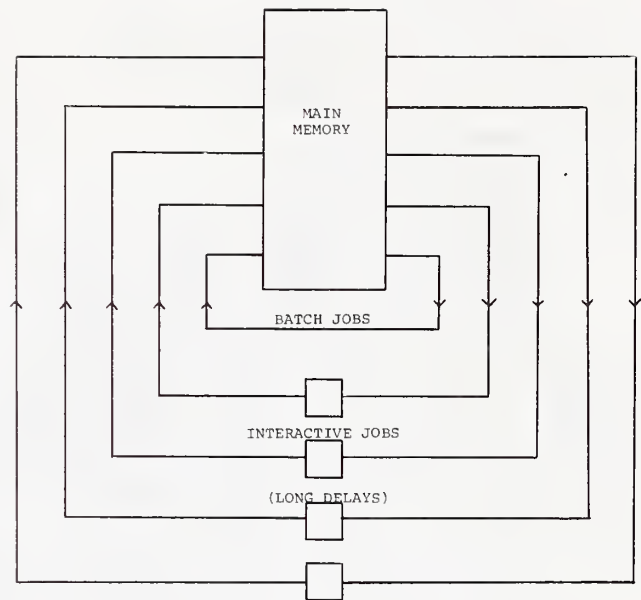 MAIN
MEMORY
BATCH JOBS
INTERACTIVE JOBS
(LONG DELAYS)